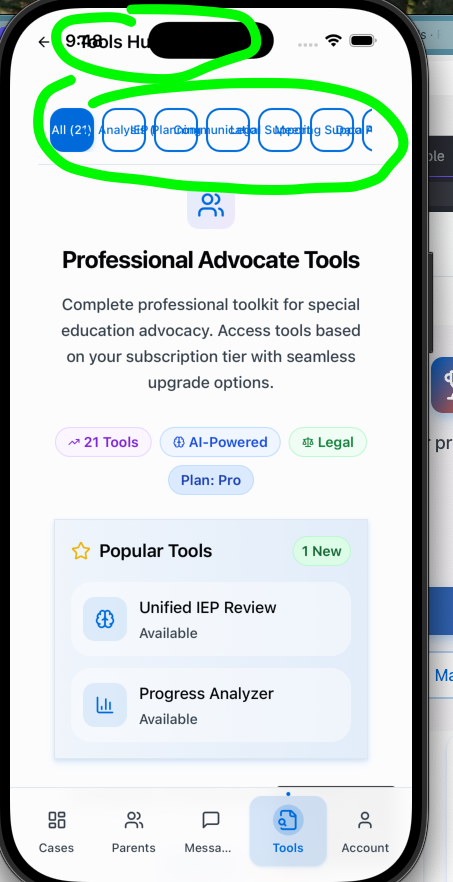 9:48
Tools Hu
All (21)
Analysis
IEP Planning
Communicati
Legal Support
Meeting Suppo
Data
Professional Advocate Tools
Complete professional toolkit for special
education advocacy. Access tools based
on your subscription tier with seamless
upgrade options.
21 Tools
AI-Powered
Legal
Plan: Pro
Popular Tools
1 New
Unified IEP Review
Available
Progress Analyzer
Available
Cases
Parents
Messa...
Tools
Account
Ma